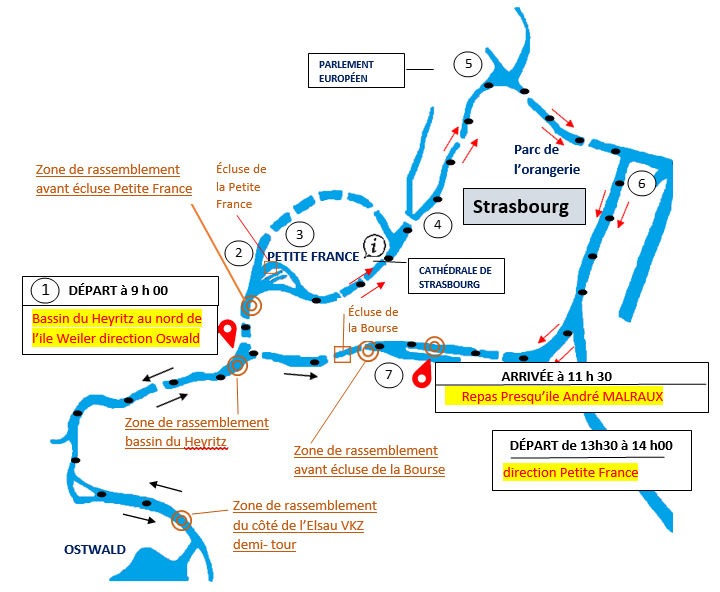 5
PARLEMENT
EUROPÉEN
Parc de
l'orangerie
Zone de rassemblement
avant écluse Petite France
Écluse de
la Petite
France
6
Strasbourg
4
3
2
PETITE FRANCE
i
CATHÉDRALE DE
STRASBOURG
1 DÉPART à 9 h 00
Bassin du Heyritz au nord de
l'ile Weiler direction Oswald
Écluse de
la Bourse
7
ARRIVÉE à 11 h 30
Repas Presqu'ile André MALRAUX
Zone de rassemblement
bassin du Heyritz
Zone de rassemblement
avant écluse de la Bourse
DÉPART de 13h30 à 14 h00
direction Petite France
Zone de rassemblement
du côté de l'Elsau VKZ
demi- tour
OSTWALD